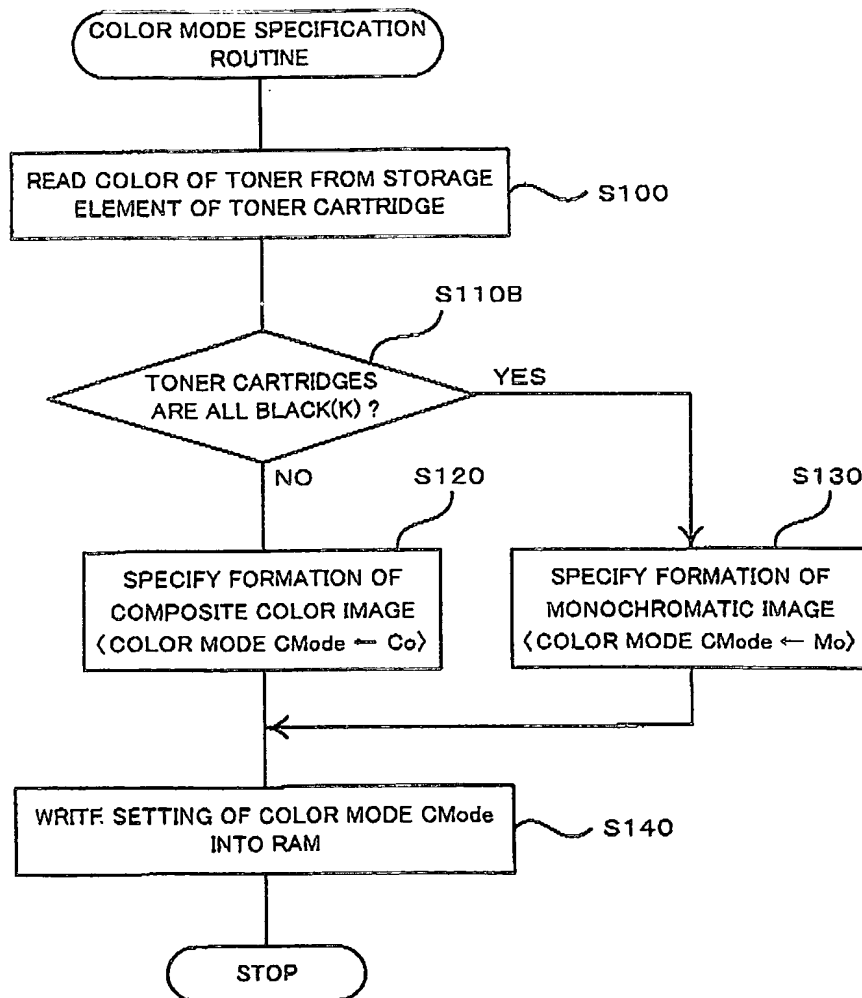 COLOR MODE SPECIFICATION
ROUTINE
READ COLOR OF TONER FROM STORAGE
ELEMENT OF TONER CARTRIDGE
S100
S110B
TONER CARTRIDGES
ARE ALL BLACK(K) ?
YES
NO
S120
S130
SPECIFY FORMATION OF
COMPOSITE COLOR IMAGE
〈COLOR MODE CMode ← Co〉
SPECIFY FORMATION OF
MONOCHROMATIC IMAGE
〈COLOR MODE CMode ← Mo〉
WRITE SETTING OF COLOR MODE CMode
INTO RAM
S140
STOP